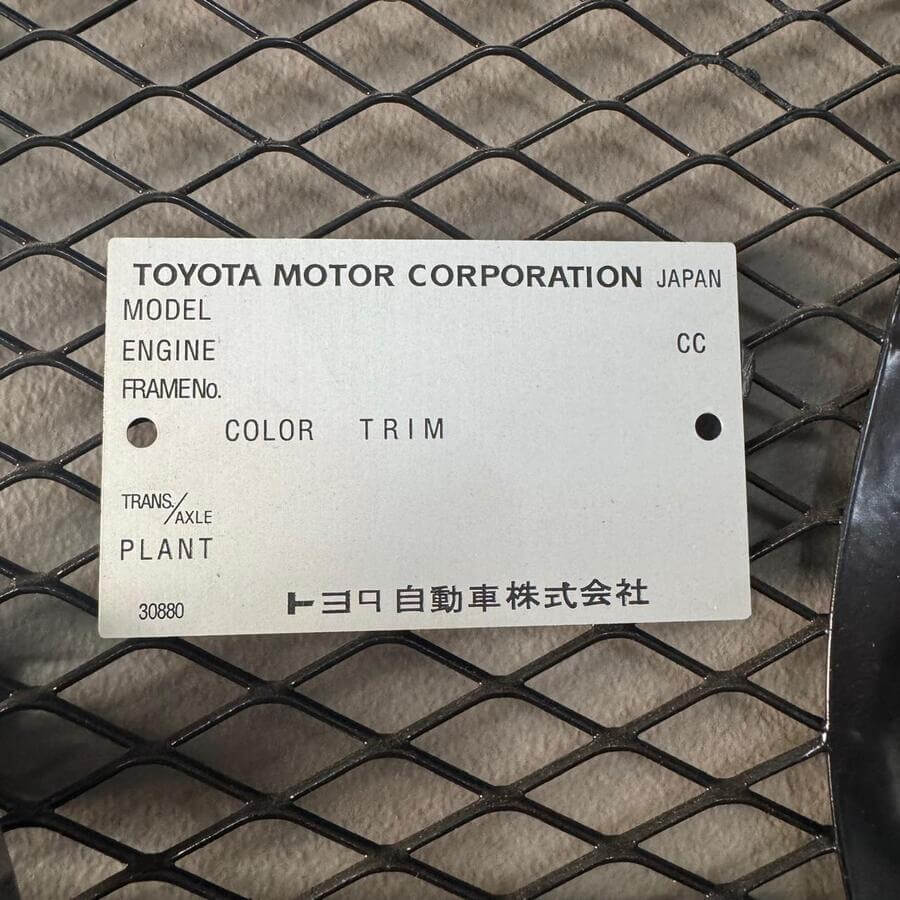 TOYOTA MOTOR CORPORATION JAPAN
MODEL
ENGINE CC
FRAMENo.
COLOR TRIM
TRANS./AXLE
PLANT
30880 トヨタ自動車株式会社